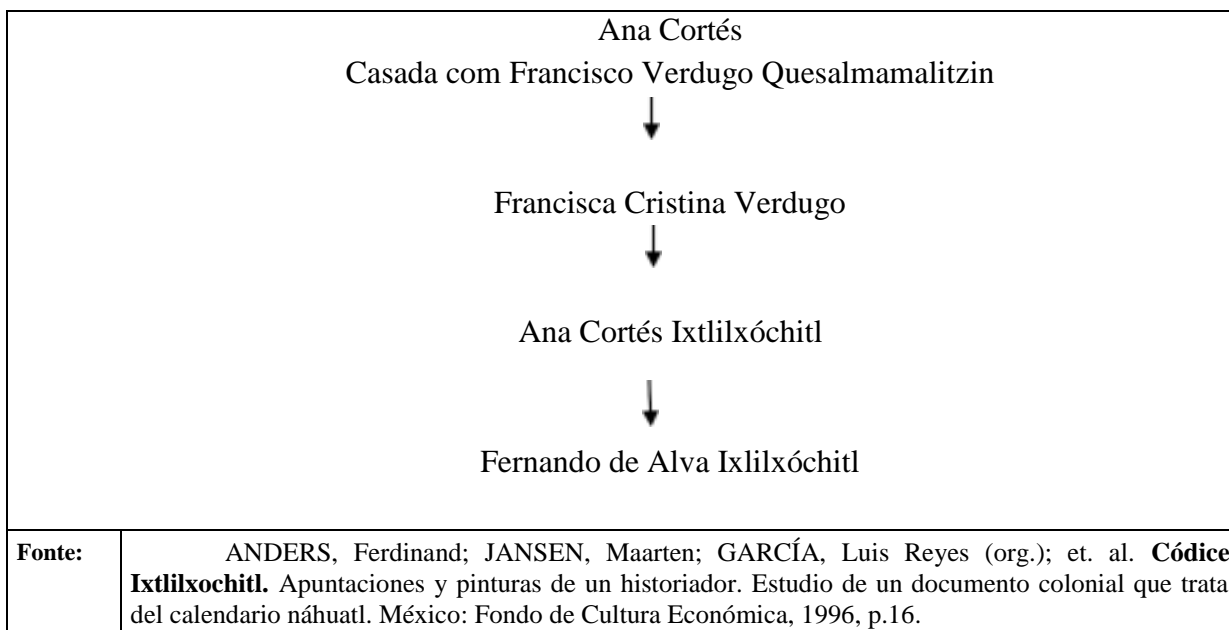 Ana Cortés
Casada com Francisco Verdugo Quesalmamalitzin
Francisca Cristina Verdugo
Ana Cortés Ixtlilxóchitl
Fernando de Alva Ixlilxóchitl
Fonte: ANDERS, Ferdinand; JANSEN, Maarten; GARCÍA, Luis Reyes (org.); et. al. Códice
Ixtlilxochitl. Apuntaciones y pinturas de un historiador. Estudio de un documento colonial que trata
del calendario náhuatl. México: Fondo de Cultura Económica, 1996, p.16.